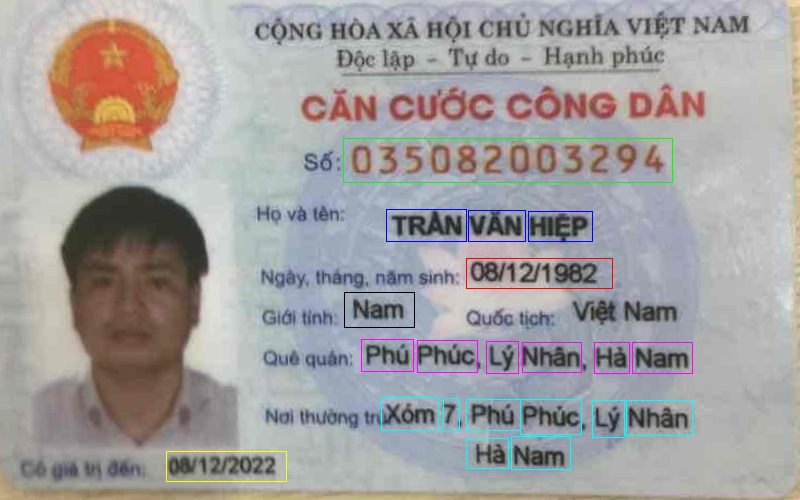 CỘNG HÒA XÃ HỘI CHỦ NGHĨA VIỆT NAM
Độc lập - Tự do - Hạnh phúc
CĂN CƯỚC CÔNG DÂN
Số: 035082003294
Họ và tên: TRẦN VĂN HIỆP
Ngày, tháng, năm sinh: 08/12/1982
Giới tính: Nam Quốc tịch: Việt Nam
Quê quán: Phú Phúc, Lý Nhân, Hà Nam
Nơi thường trú: Xóm 7, Phú Phúc, Lý Nhân
Hà Nam
Có giá trị đến: 08/12/2022